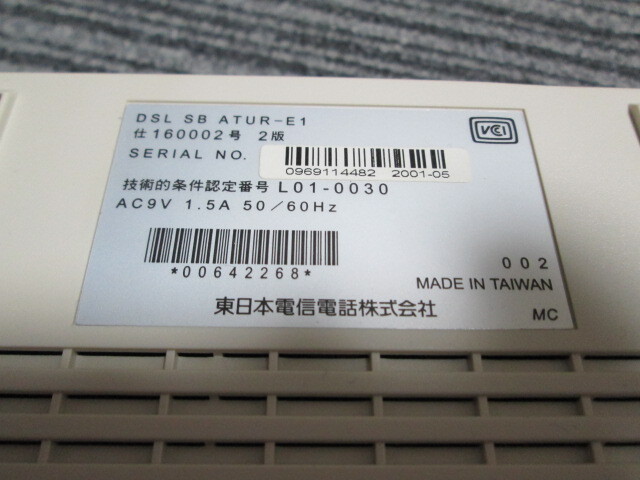 DSL SB ATUR-E1
仕160002号 2版
VCCI
SERIAL NO.
0969114482 2001-05
技術的条件認定番号 L01-0030
AC9V 1.5A 50/60Hz
*00642268*
002
MADE IN TAIWAN
東日本電信電話株式会社
MC